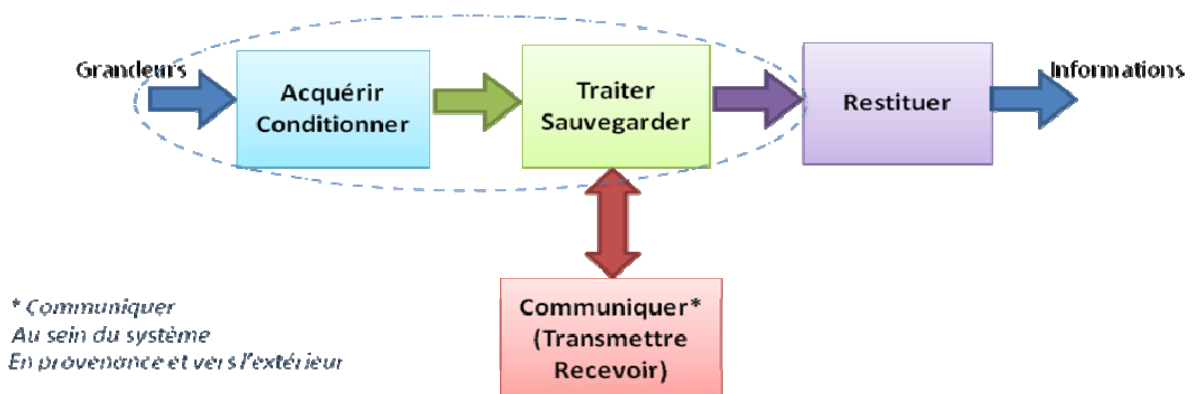 Grandeurs
Acquérir
Conditionner
Traiter
Sauvegarder
Restituer
Informations
* Communiquer
Au sein du système
En provenance et vers l'extérieur
Communiquer*
(Transmettre
Recevoir)